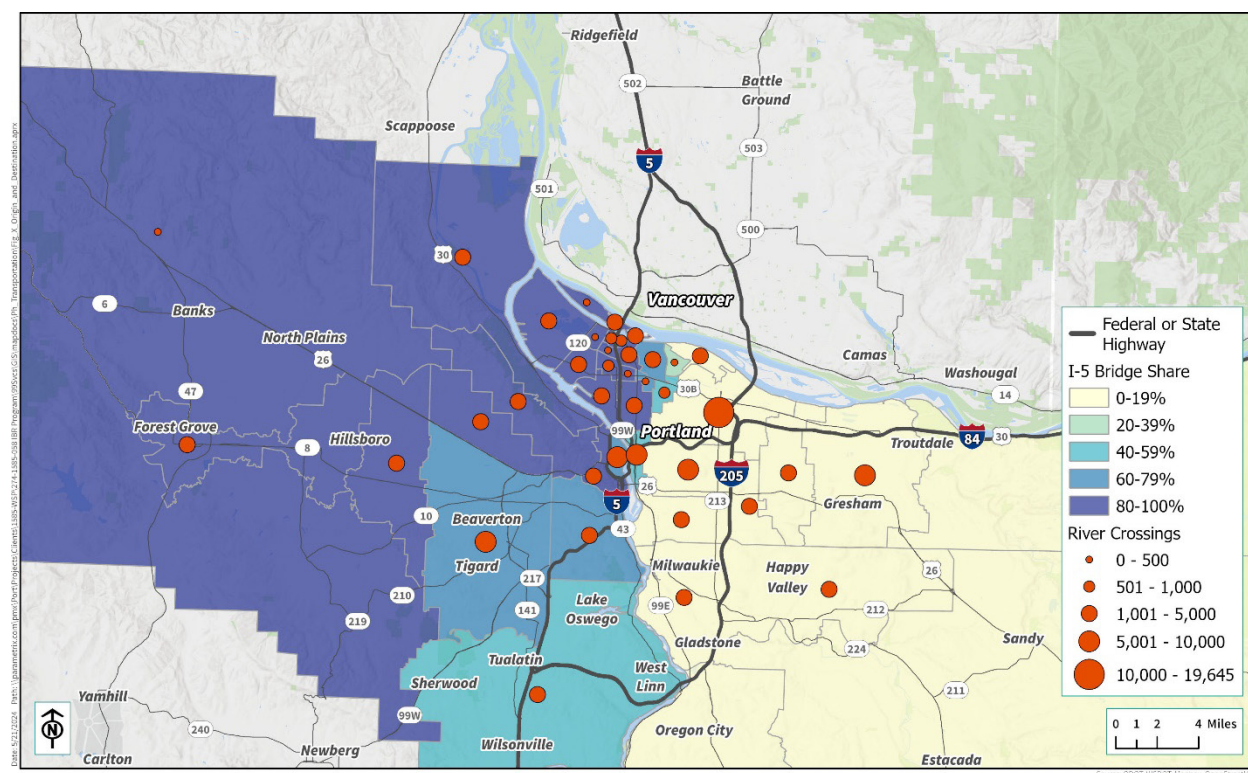 Ridgefield
502
Battle
Ground
Scappoose
503
5
501
500
30
Vancouver
6
Banks
North Plains
120
Camas
Washougal
26
14
47
30B
Forest Grove
99W
Portland
84
30
Troutdale
8
Hillsboro
205
26
5
213
Gresham
10
Beaverton
43
Tigard
Milwaukie
Happy
Valley
26
217
210
141
Lake
Oswego
99E
212
219
Gladstone
224
Sandy
Tualatin
West
Linn
Sherwood
211
Yamhill
99W
240
Oregon City
Newberg
Wilsonville
Carlton
Estacada
Federal or State
Highway
I-5 Bridge Share
0-19%
20-39%
40-59%
60-79%
80-100%
River Crossings
0 - 500
501 - 1,000
1,001 - 5,000
5,001 - 10,000
10,000 - 19,645
N
0 1 2 4 Miles
Date: 5/21/2024